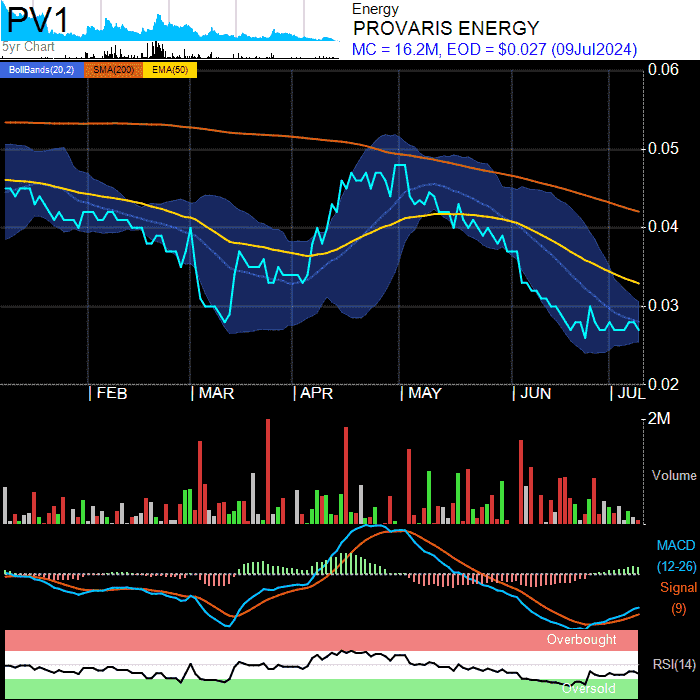 PV1
5yr Chart
Energy
PROVARIS ENERGY
MC = 16.2M, EOD = $0.027 (09Jul2024)
BollBands(20,2) SMA(200) EMA(50)
0.06
0.05
0.04
0.03
0.02
| FEB | MAR | APR | MAY | JUN | JUL
2M
Volume
MACD
(12-26)
Signal
(9)
Overbought
RSI(14)
Oversold